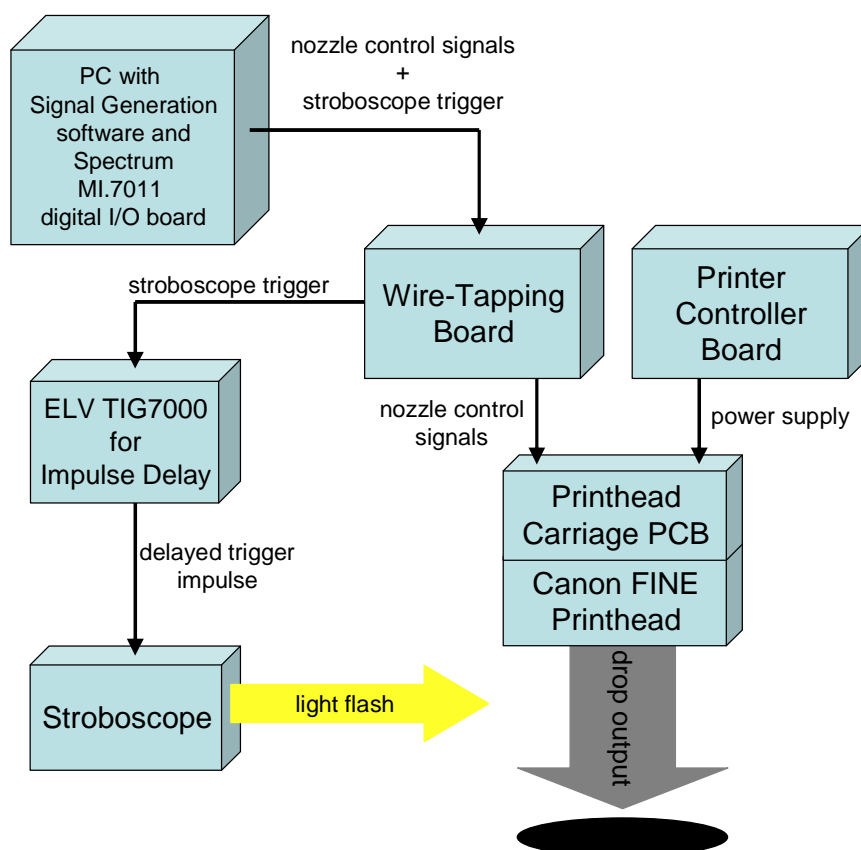 PC with
Signal Generation
software and
Spectrum
MI.7011
digital I/O board
nozzle control signals
+
stroboscope trigger
stroboscope trigger
Wire-Tapping
Board
Printer
Controller
Board
ELV TIG7000
for
Impulse Delay
nozzle control
signals
power supply
Printhead
Carriage PCB
Canon FINE
Printhead
delayed trigger
impulse
Stroboscope
light flash
drop output